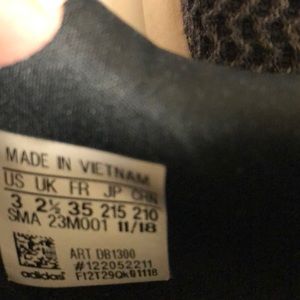 MADE IN VIETNAM
US UK FR JP CHN
3 2½ 35 215 210
SMA 23M001 11/18
ART DB1300
#122052211
adidas